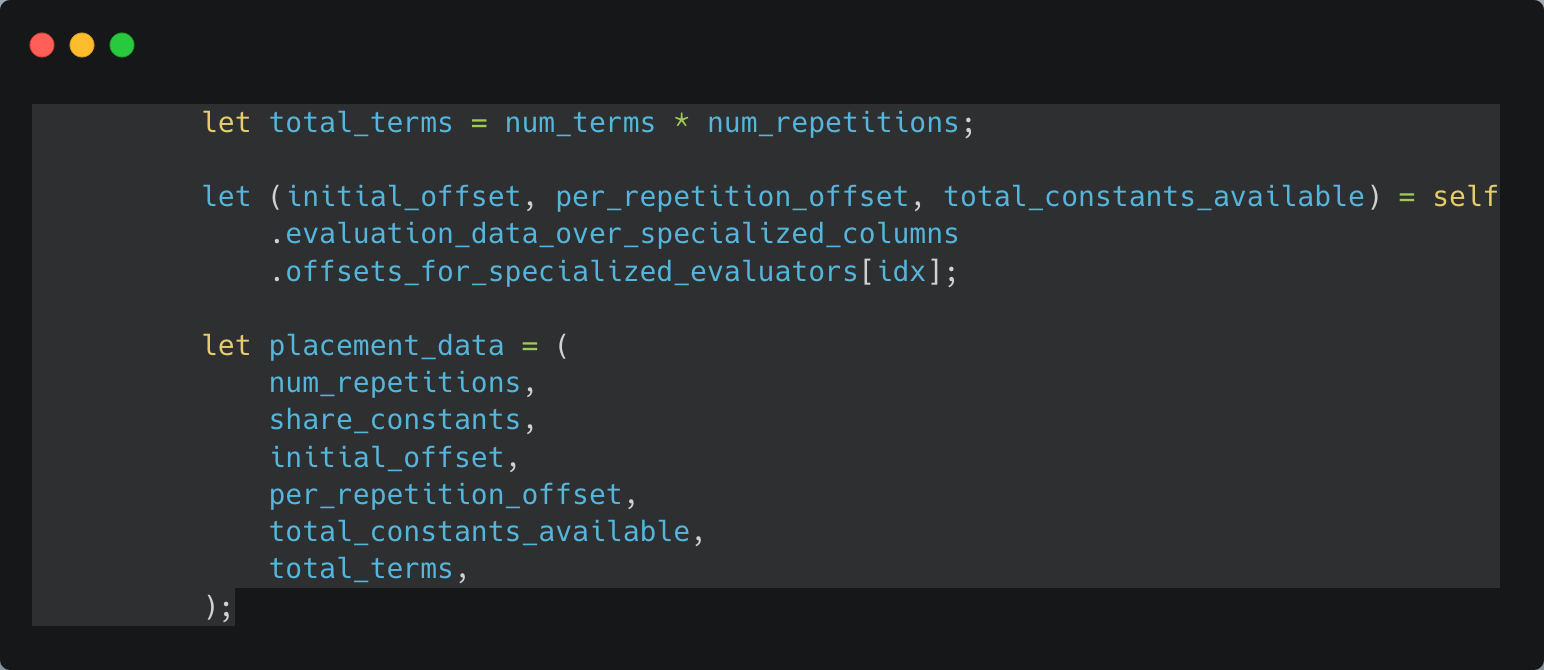 let total_terms = num_terms * num_repetitions;

let (initial_offset, per_repetition_offset, total_constants_available) = self
    .evaluation_data_over_specialized_columns
    .offsets_for_specialized_evaluators[idx];

let placement_data = (
    num_repetitions,
    share_constants,
    initial_offset,
    per_repetition_offset,
    total_constants_available,
    total_terms,
);